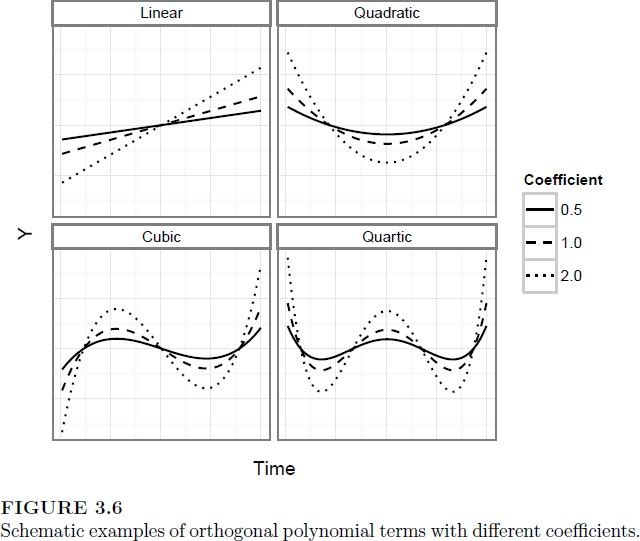 Linear
Quadratic
Y
Cubic
Quartic
Time
Coefficient
0.5
1.0
2.0
FIGURE 3.6
Schematic examples of orthogonal polynomial terms with different coefficients.